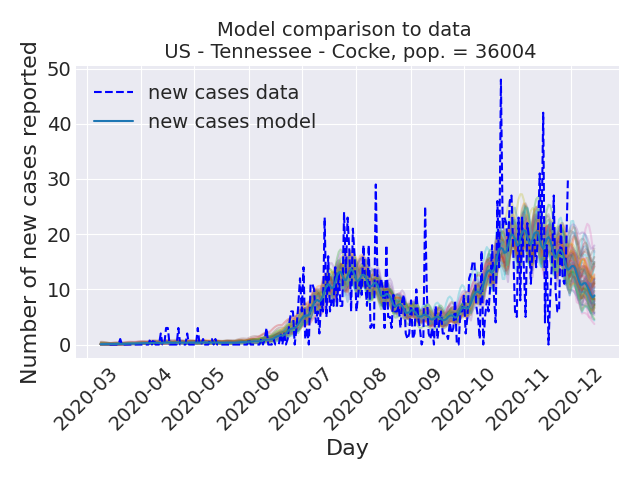 Model comparison to data
US - Tennessee - Cocke, pop. = 36004
Number of new cases reported
50
40
30
20
10
0
new cases data
new cases model
2020-03
2020-04
2020-05
2020-06
2020-07
2020-08
2020-09
2020-10
2020-11
2020-12
Day